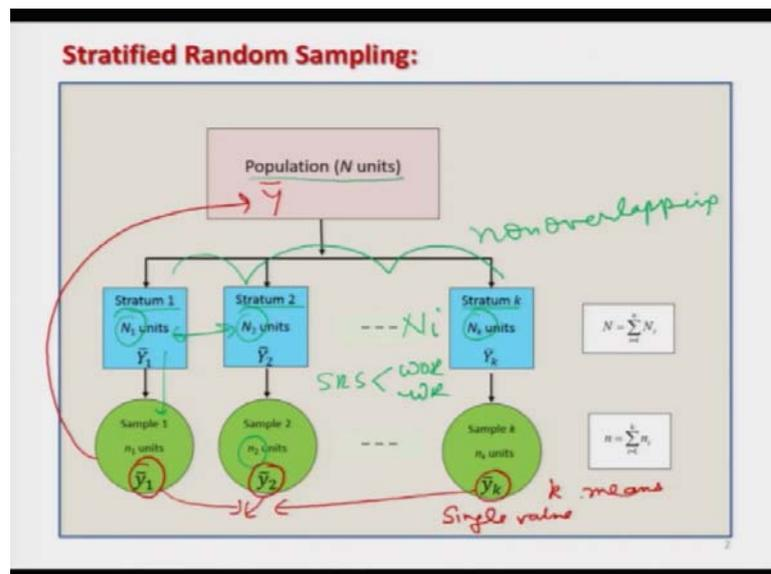 Stratified Random Sampling:
Population (N units)
Ȳ
nonoverlapping
Stratum 1
N₁ units
Ȳ₁
Stratum 2
N₂ units
Ȳ₂
--- Ni
Stratum k
Nₖ units
Ȳₖ
N = ∑ᵢ₌₁ᵏ Nᵢ
SRS < WOR
WR
Sample 1
n₁ units
ȳ₁
Sample 2
n₂ units
ȳ₂
---
Sample k
nₖ units
ȳₖ
n = ∑ᵢ₌₁ᵏ nᵢ
k means
Single value
2